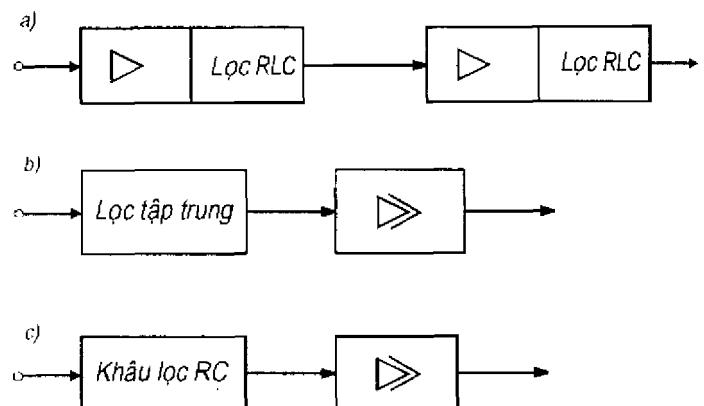 a)
Lọc RLC
Lọc RLC
b)
Lọc tập trung
c)
Khâu lọc RC